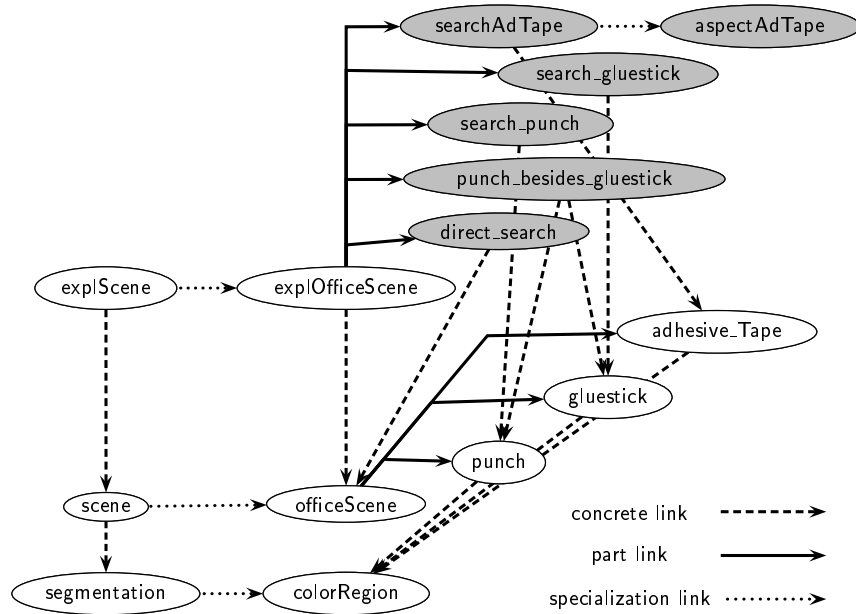 searchAdTape
aspectAdTape
search_gluestick
search_punch
punch_besides_gluestick
direct_search
explScene
explOfficeScene
adhesive_Tape
gluestick
punch
scene
officeScene
concrete link
part link
segmentation
colorRegion
specialization link